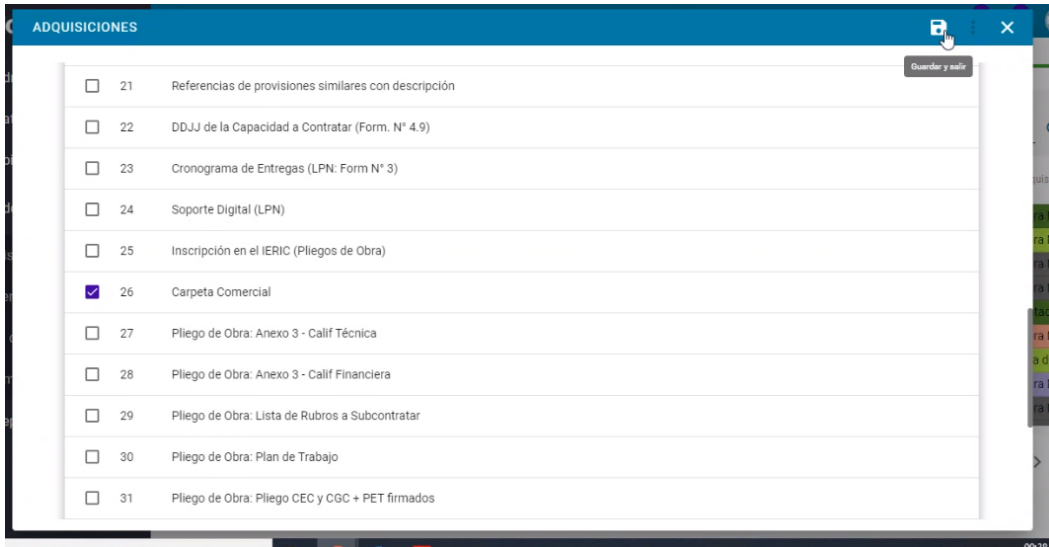 ADQUISICIONES
Guardar y salir
21 Referencias de provisiones similares con descripción
22 DDJJ de la Capacidad a Contratar (Form. N° 4.9)
23 Cronograma de Entregas (LPN: Form N° 3)
24 Soporte Digital (LPN)
25 Inscripción en el IERIC (Pliegos de Obra)
26 Carpeta Comercial
27 Pliego de Obra: Anexo 3 - Calif Técnica
28 Pliego de Obra: Anexo 3 - Calif Financiera
29 Pliego de Obra: Lista de Rubros a Subcontratar
30 Pliego de Obra: Plan de Trabajo
31 Pliego de Obra: Pliego CEC y CGC + PET firmados